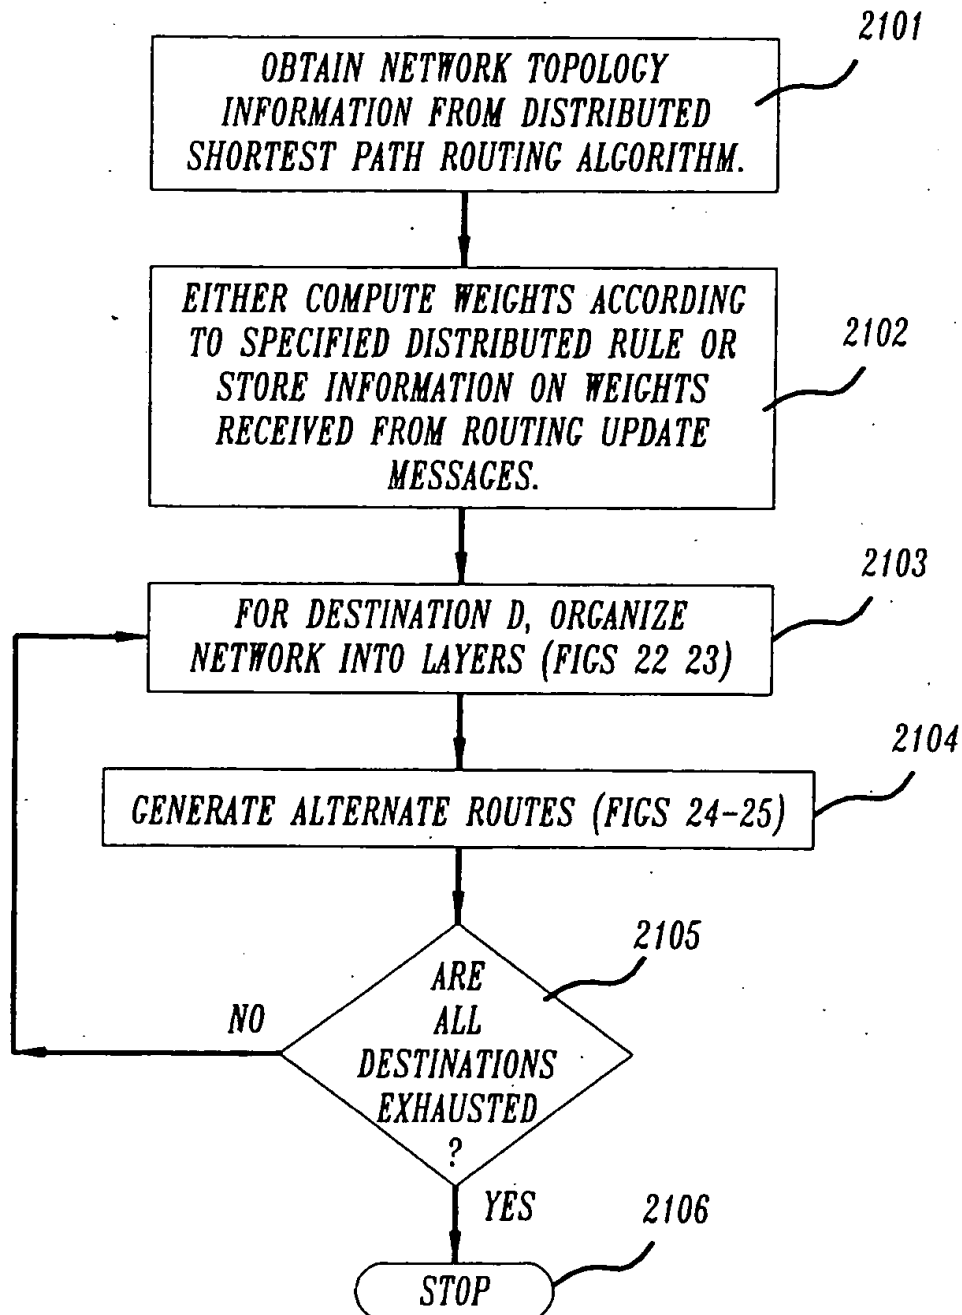 2101
OBTAIN NETWORK TOPOLOGY
INFORMATION FROM DISTRIBUTED
SHORTEST PATH ROUTING ALGORITHM.
EITHER COMPUTE WEIGHTS ACCORDING
TO SPECIFIED DISTRIBUTED RULE OR
STORE INFORMATION ON WEIGHTS
RECEIVED FROM ROUTING UPDATE
MESSAGES.
2102
2103
FOR DESTINATION D, ORGANIZE
NETWORK INTO LAYERS (FIGS 22 23)
2104
GENERATE ALTERNATE ROUTES (FIGS 24-25)
2105
ARE
ALL
DESTINATIONS
EXHAUSTED
?
NO
YES
2106
STOP